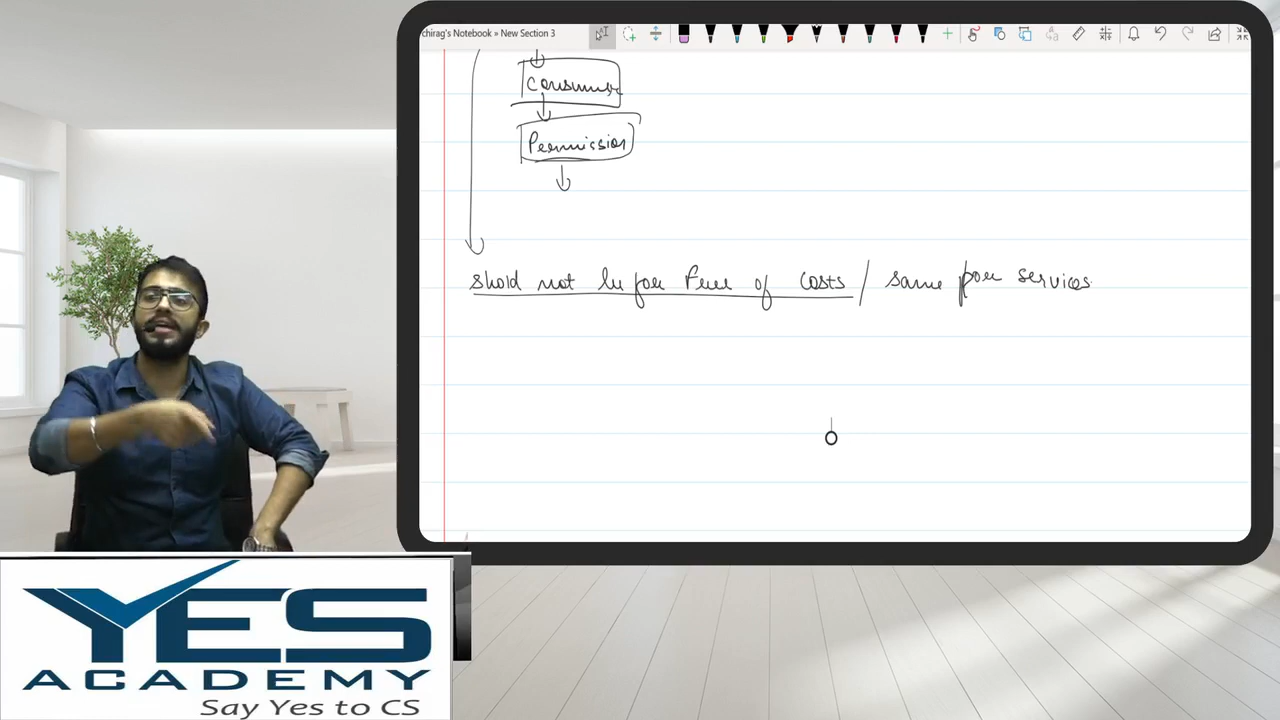 chirag's Notebook » New Section 3
Consumer
Permission
shold not be for Free of costs / same for services
YES
ACADEMY
Say Yes to CS